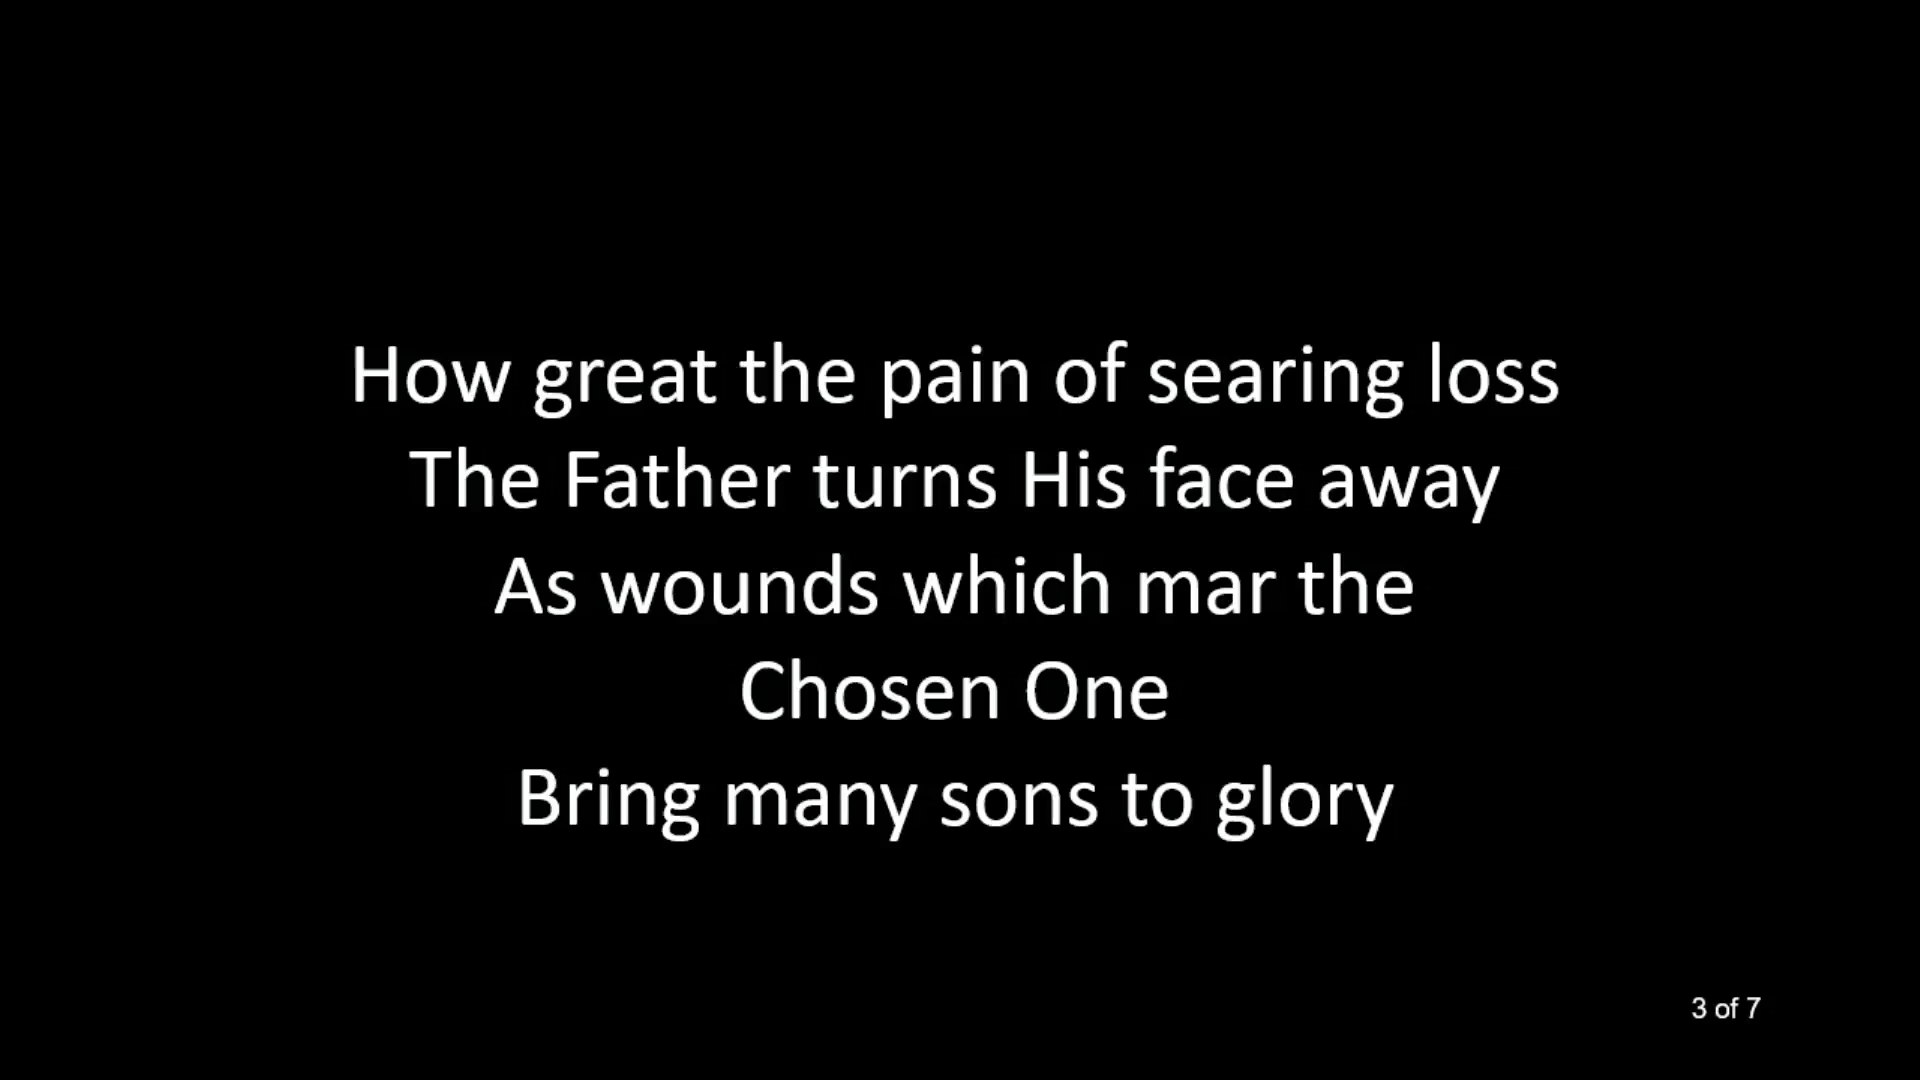 How great the pain of searing loss
The Father turns His face away
As wounds which mar the
Chosen One
Bring many sons to glory
3 of 7